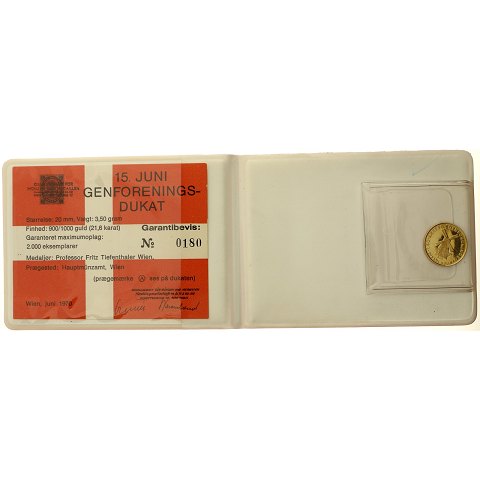 15. JUNI
GENFORENINGS-
DUKAT
Størrelse: 20 mm, Vægt: 3,50 gram
Finhed: 900/1000 guld (21,6 karat)
Garantibevis:
Garanteret maximumoplag:
2.000 eksemplarer
№ 0180
Medaljør: Professor Fritz Tiefenthaler Wien,
Prægested: Hauptmünzamt, Wien
(prægemærke A ses på dukaten)
Wien, juni 1970